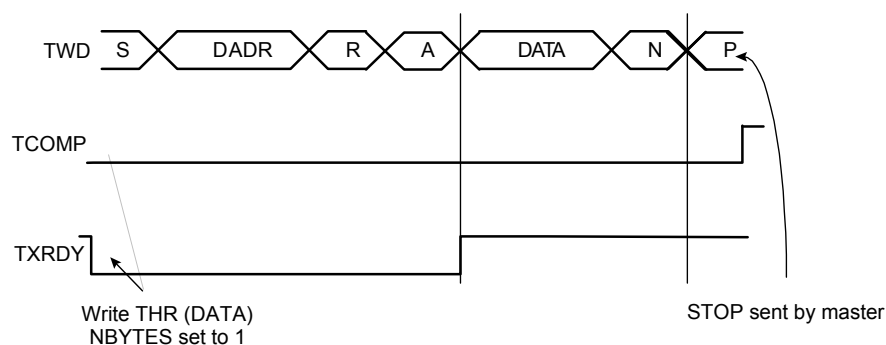 TWD S DADR R A DATA N P
TCOMP
TXRDY
Write THR (DATA)
NBYTES set to 1
STOP sent by master